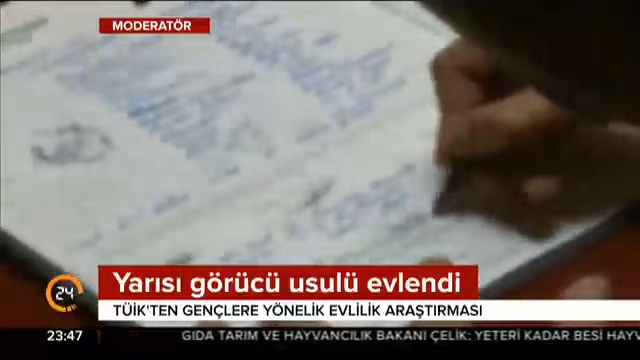 MODERATÖR
Yarısı görücü usulü evlendi
24
TÜİK'TEN GENÇLERE YÖNELİK EVLİLİK ARAŞTIRMASI
23:47 GIDA TARIM VE HAYVANCILIK BAKANI ÇELİK: YETERİ KADAR BESİ HAY